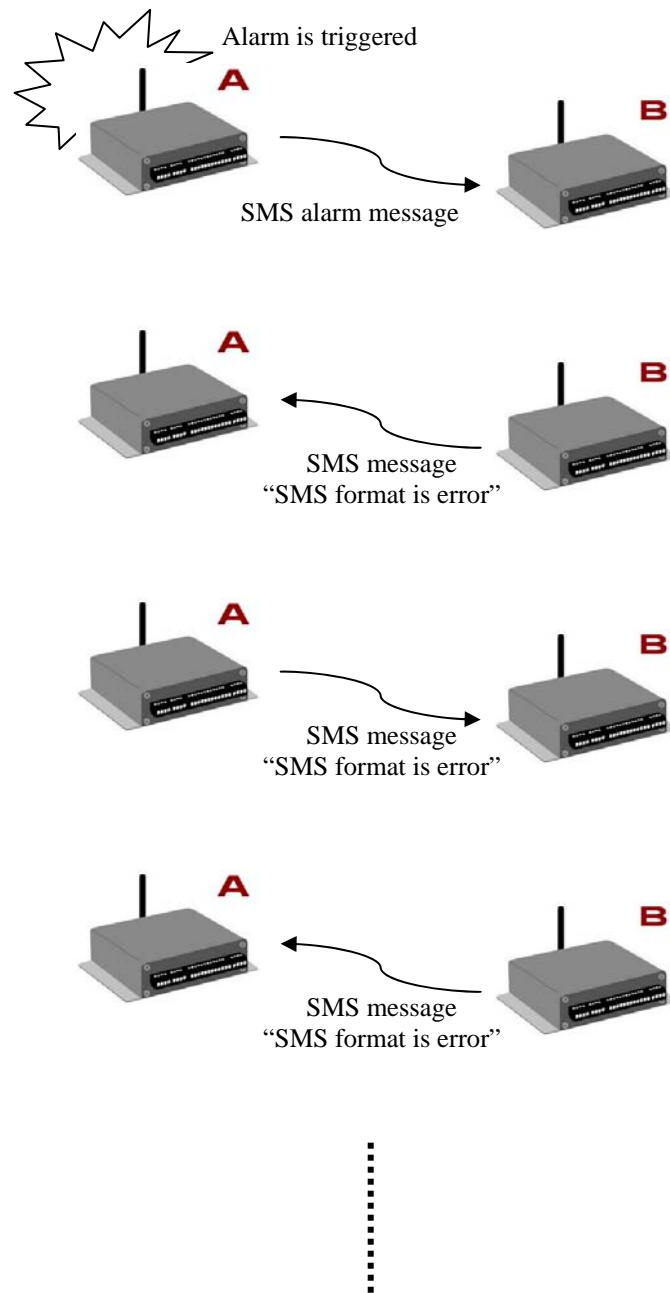 Alarm is triggered
A
B
SMS alarm message
A
B
SMS message
“SMS format is error”
A
B
SMS message
“SMS format is error”
A
B
SMS message
“SMS format is error”